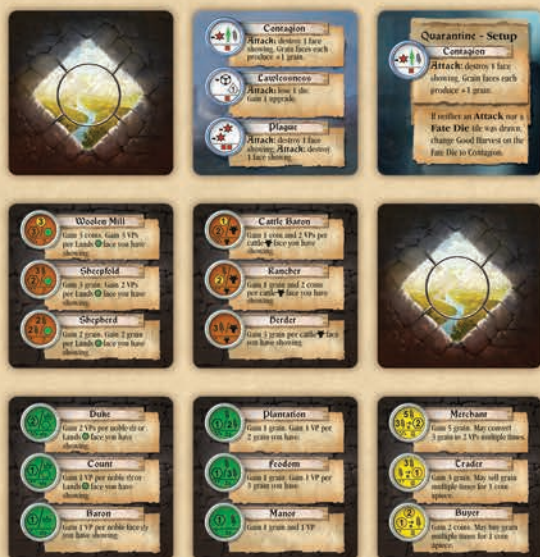 Contagion
Attack: destroy 1 face
showing. Grain faces each
produce +1 grain.
Lawlessness
Attack: lose 1 die.
Gain 1 upgrade.
Plague
Attack: destroy 1 face
showing. Attack: destroy
1 face showing.
Quarantine - Setup
Contagion
Attack: destroy 1 face
showing. Grain faces each
produce +1 grain.
If neither an Attack nor a
Fate Die tile was drawn,
change Good Harvest on the
Fate Die to Contagion.
Woolen Mill
Gain 3 coins. Gain 3 VPs
per Lands face you have
showing.
Sheepfold
Gain 3 grain. Gain 2 VPs
per Lands face you have
showing.
Shepherd
Gain 2 grain. Gain 2 grain
per Lands face you have
showing.
Cattle Baron
Gain 1 coin and 2 VPs per
cattle face you have
showing.
Rancher
Gain 1 grain and 2 coins
per cattle face you have
showing.
Herder
Gain 3 grain per cattle face
you have showing.
Duke
Gain 2 VPs per noble or
Lands face you have
showing.
Count
Gain 1 VP per noble or
Lands face you have
showing.
Baron
Gain 1 VP per noble face
you have showing.
Plantation
Gain 1 grain. Gain 1 VP per
2 grain you have.
Feodom
Gain 1 grain. Gain 1 VP per
3 grain you have.
Manor
Gain 1 grain and 1 VP
Merchant
Gain 5 grain. May convert
3 grain to 2 VPs multiple times.
Trader
Gain 3 grain. May sell grain
multiple times for 1 coin
apiece.
Buyer
Gain 2 coins. May buy grain
multiple times for 1 coin
apiece.